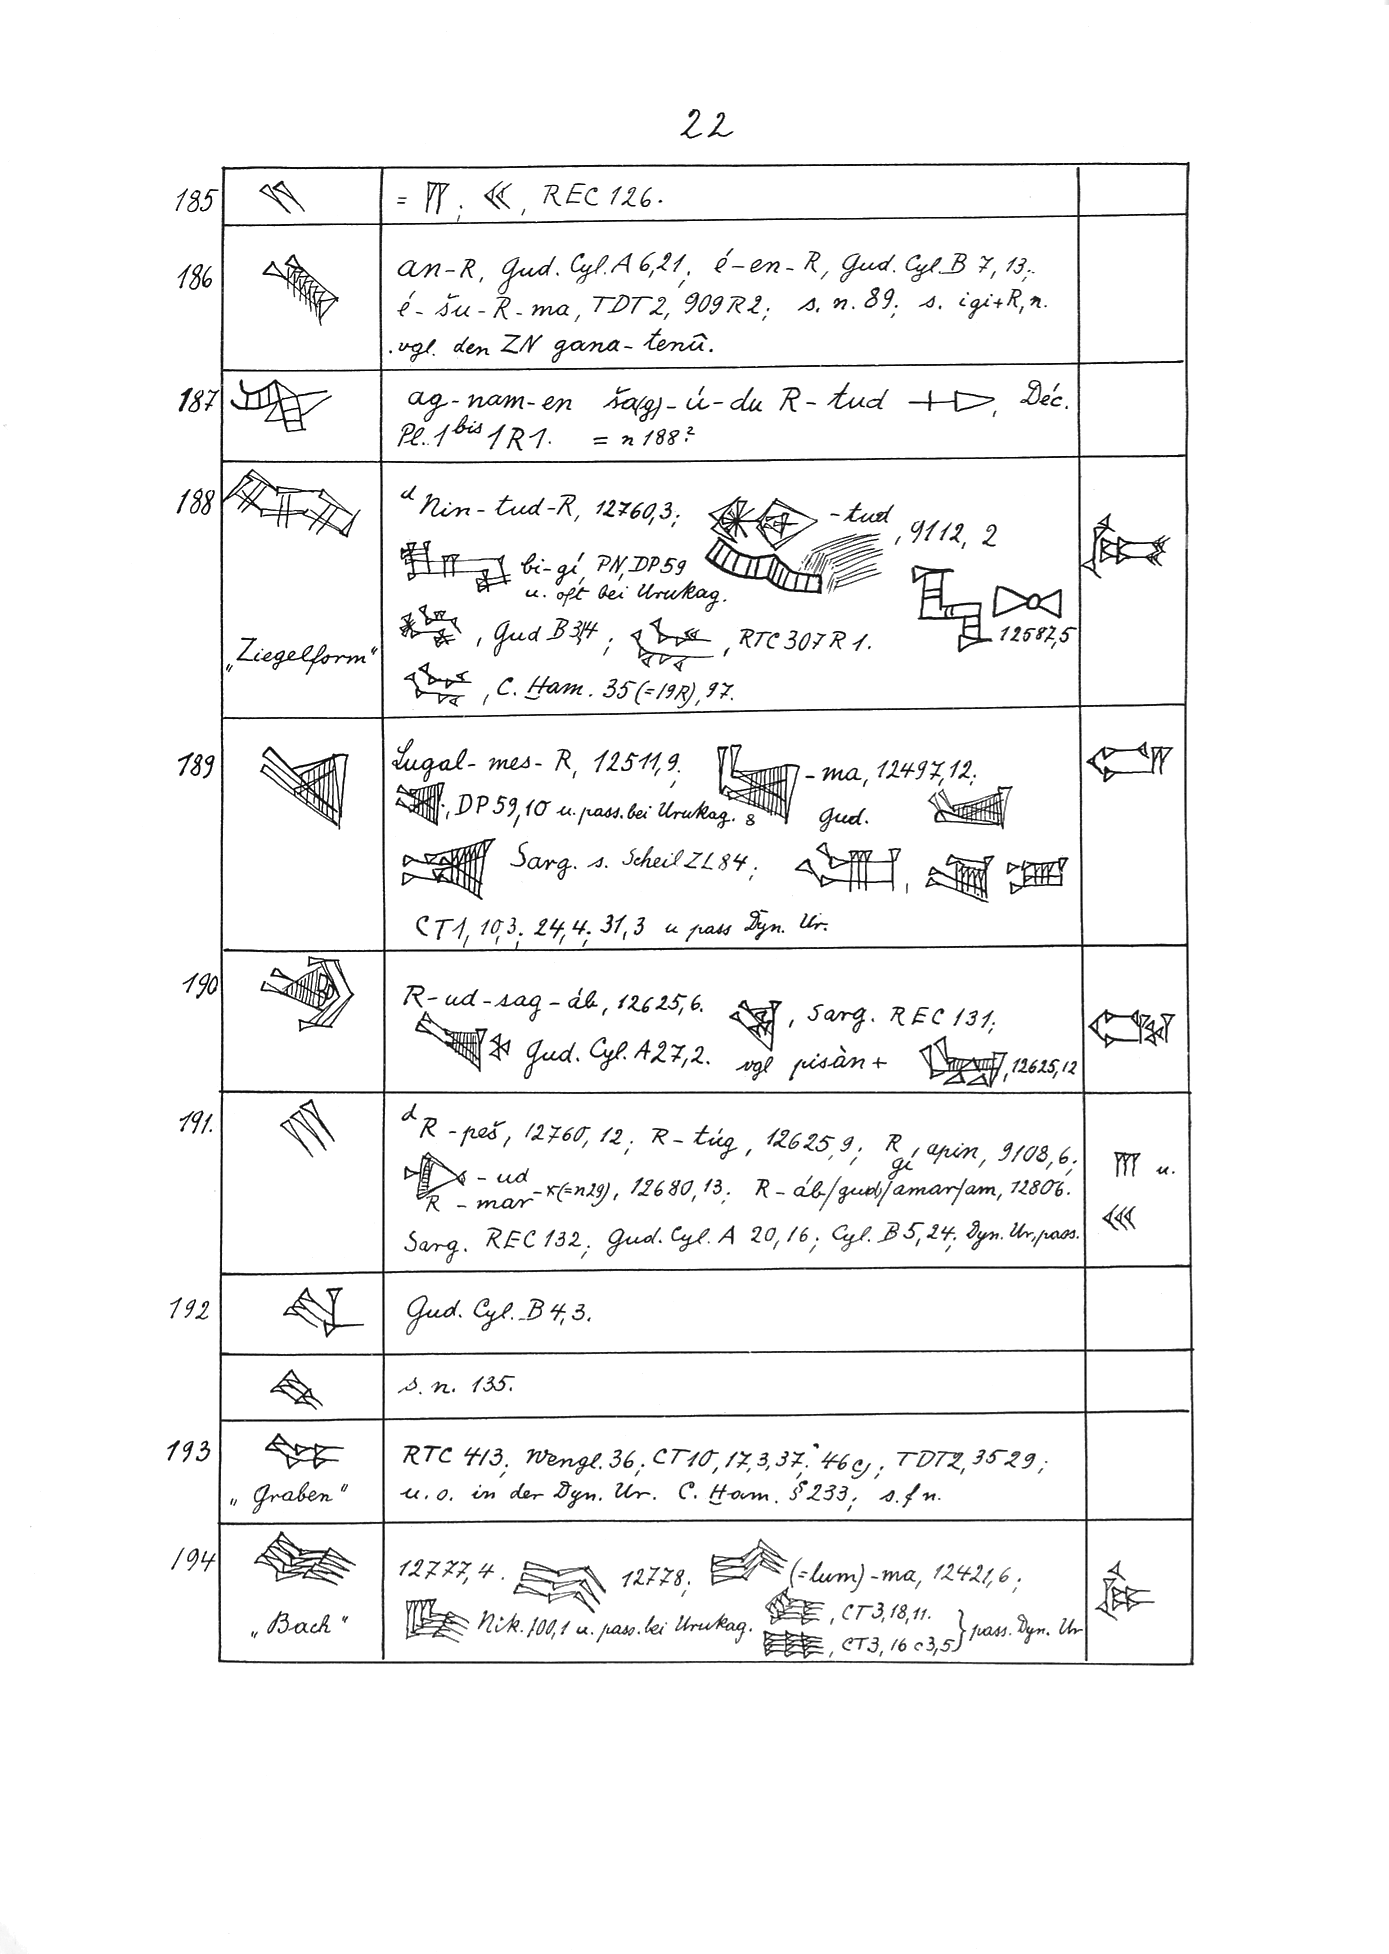 22
185 = ; , REC 126.
186 an-R, Gud. Cyl. A 6,21; é-en-R, Gud. Cyl. B 7, 13;
é-šu-R-ma, TDT 2, 909 R 2; s. n. 89; s. igi+R, n.
vgl. den ZN gana-tenû.
187 ag-nam-en ša(g)-ú-du R-tud , Déc.
Pl. 1 bis 1 R 1. = n 188?
188 d Nin-tud-R, 12760,3; -tud, 9112, 2
bi-gi, PN, DP 59
u. oft bei Urukag.
, Gud B 3,4 ; , RTC 307 R 1. 12587,5
„Ziegelform“
, C. Ham. 35 (=19R), 97.
189 Lugal-mes-R, 12511,9; -ma, 12497,12;
, DP 59,10 u. pass. bei Urukag. Gud.
Sarg. s. Scheil ZL 84;
CT 1, 10,3; 24,4; 31,3 u pass Dyn. Ur.
190 R-ud-sag-áb, 12625,6. , Sarg. REC 131;
Gud. Cyl. A 27,2. vgl pisàn+ , 12625,12
191. d R-peš, 12760,12; R-túg, 12625,9; R gi, apin, 9108,6;
-ud
R-mar-x(=n29), 12680,13; R-áb/gud/amar/am, 12806.
u.
Sarg. REC 132; Gud. Cyl. A 20,16; Cyl. B 5,24; Dyn. Ur, pass.
192 Gud. Cyl. B 4,3.
s. n. 135.
193 RTC 413; Wengl. 36; CT 10, 17,3,37; 46 c; TDT 2, 3529;
„Graben“ u. o. in der Dyn. Ur. C. Ham. § 233; s. f n.
194 12777,4. 12778; (=lum)-ma, 12421,6;
„Bach“ Nik. 100,1 u. pass. bei Urukag. , CT 3,18,11.
, CT 3, 16 c 3,5 } pass. Dyn. Ur